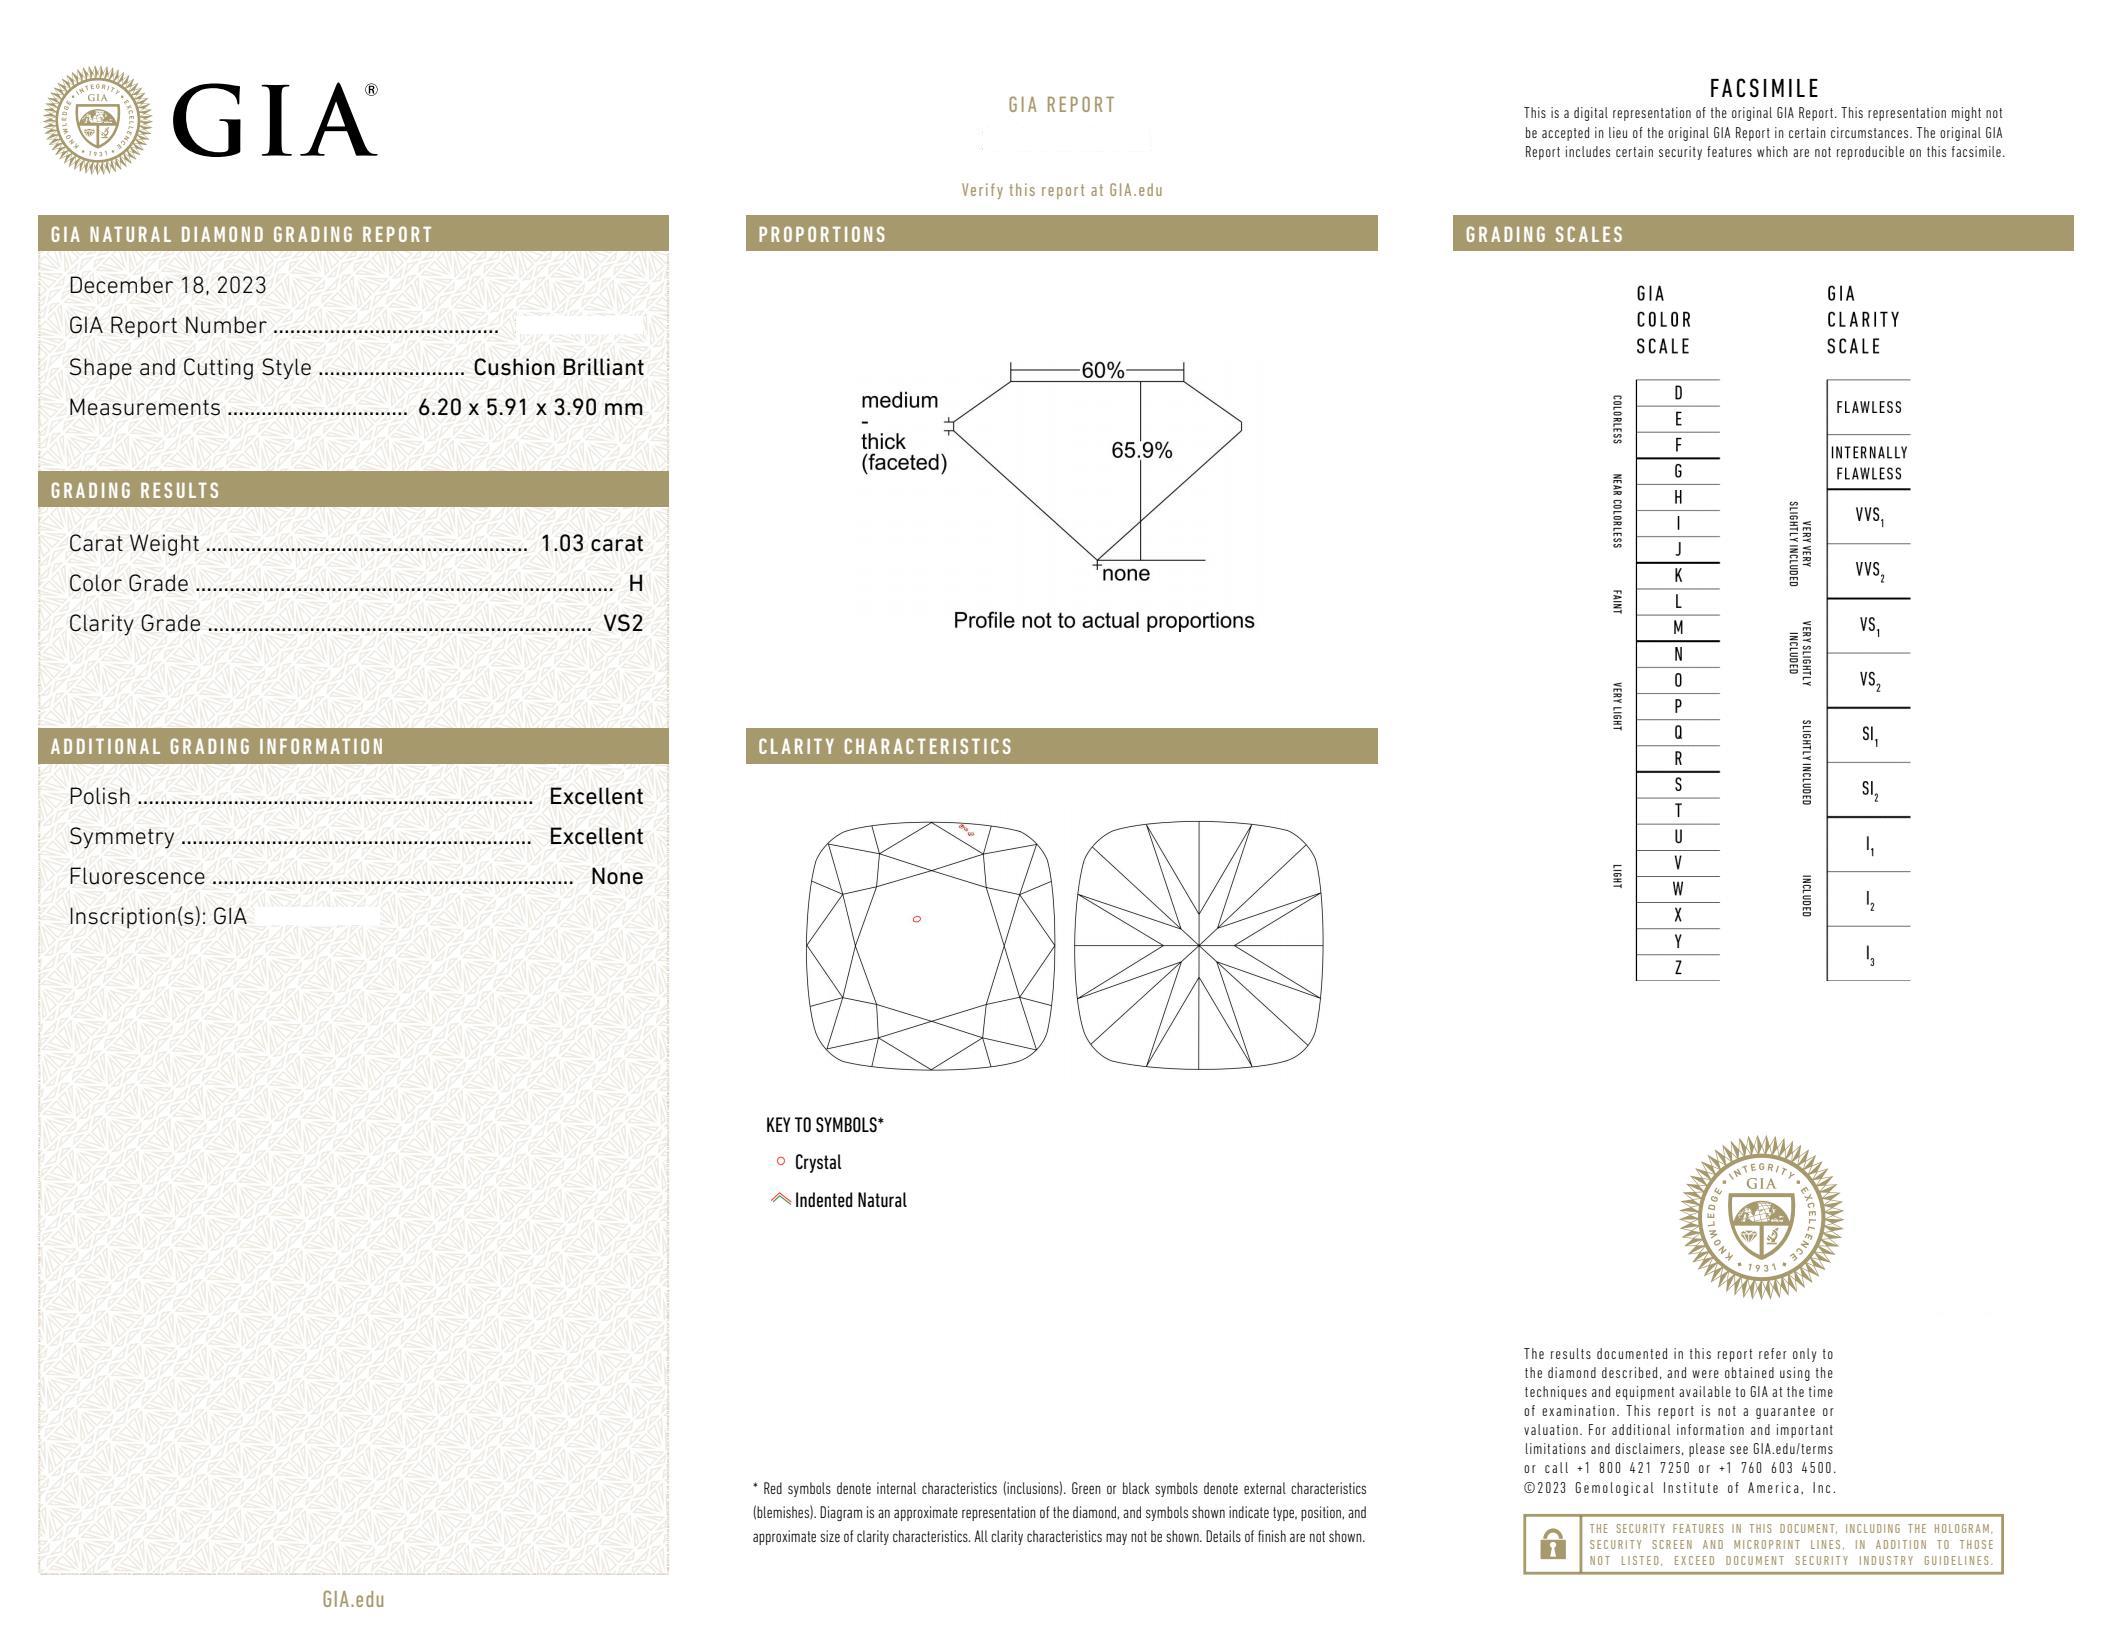 GIA®
INTEGRITY EXCELLENCE 1931 KNOWLEDGE
GIA
GIA NATURAL DIAMOND GRADING REPORT
December 18, 2023
GIA Report Number ........................................
Shape and Cutting Style .......................... Cushion Brilliant
Measurements ................................ 6.20 x 5.91 x 3.90 mm
GRADING RESULTS
Carat Weight ......................................................... 1.03 carat
Color Grade .......................................................................... H
Clarity Grade .................................................................... VS2
ADDITIONAL GRADING INFORMATION
Polish ...................................................................... Excellent
Symmetry .............................................................. Excellent
Fluorescence ................................................................ None
Inscription(s): GIA
GIA.edu
GIA REPORT
Verify this report at GIA.edu
PROPORTIONS
60%
medium
-
thick
(faceted)
65.9%
none
Profile not to actual proportions
CLARITY CHARACTERISTICS
KEY TO SYMBOLS*
Crystal
Indented Natural
* Red symbols denote internal characteristics (inclusions). Green or black symbols denote external characteristics
(blemishes). Diagram is an approximate representation of the diamond, and symbols shown indicate type, position, and
approximate size of clarity characteristics. All clarity characteristics may not be shown. Details of finish are not shown.
FACSIMILE
This is a digital representation of the original GIA Report. This representation might not
be accepted in lieu of the original GIA Report in certain circumstances. The original GIA
Report includes certain security features which are not reproducible on this facsimile.
GRADING SCALES
GIA
COLOR
SCALE
COLORLESS
D
E
F
NEAR COLORLESS
G
H
I
J
FAINT
K
L
M
VERY LIGHT
N
O
P
Q
R
LIGHT
S
T
U
V
W
X
Y
Z
GIA
CLARITY
SCALE
FLAWLESS
INTERNALLY
FLAWLESS
VERY VERY
SLIGHTLY INCLUDED
VVS1
VVS2
VERY SLIGHTLY
INCLUDED
VS1
VS2
SLIGHTLY INCLUDED
SI1
SI2
INCLUDED
I1
I2
I3
INTEGRITY EXCELLENCE 1931 KNOWLEDGE
GIA
The results documented in this report refer only to
the diamond described, and were obtained using the
techniques and equipment available to GIA at the time
of examination. This report is not a guarantee or
valuation. For additional information and important
limitations and disclaimers, please see GIA.edu/terms
or call +1 800 421 7250 or +1 760 603 4500.
©2023 Gemological Institute of America, Inc.
THE SECURITY FEATURES IN THIS DOCUMENT, INCLUDING THE HOLOGRAM,
SECURITY SCREEN AND MICROPRINT LINES, IN ADDITION TO THOSE
NOT LISTED, EXCEED DOCUMENT SECURITY INDUSTRY GUIDELINES.